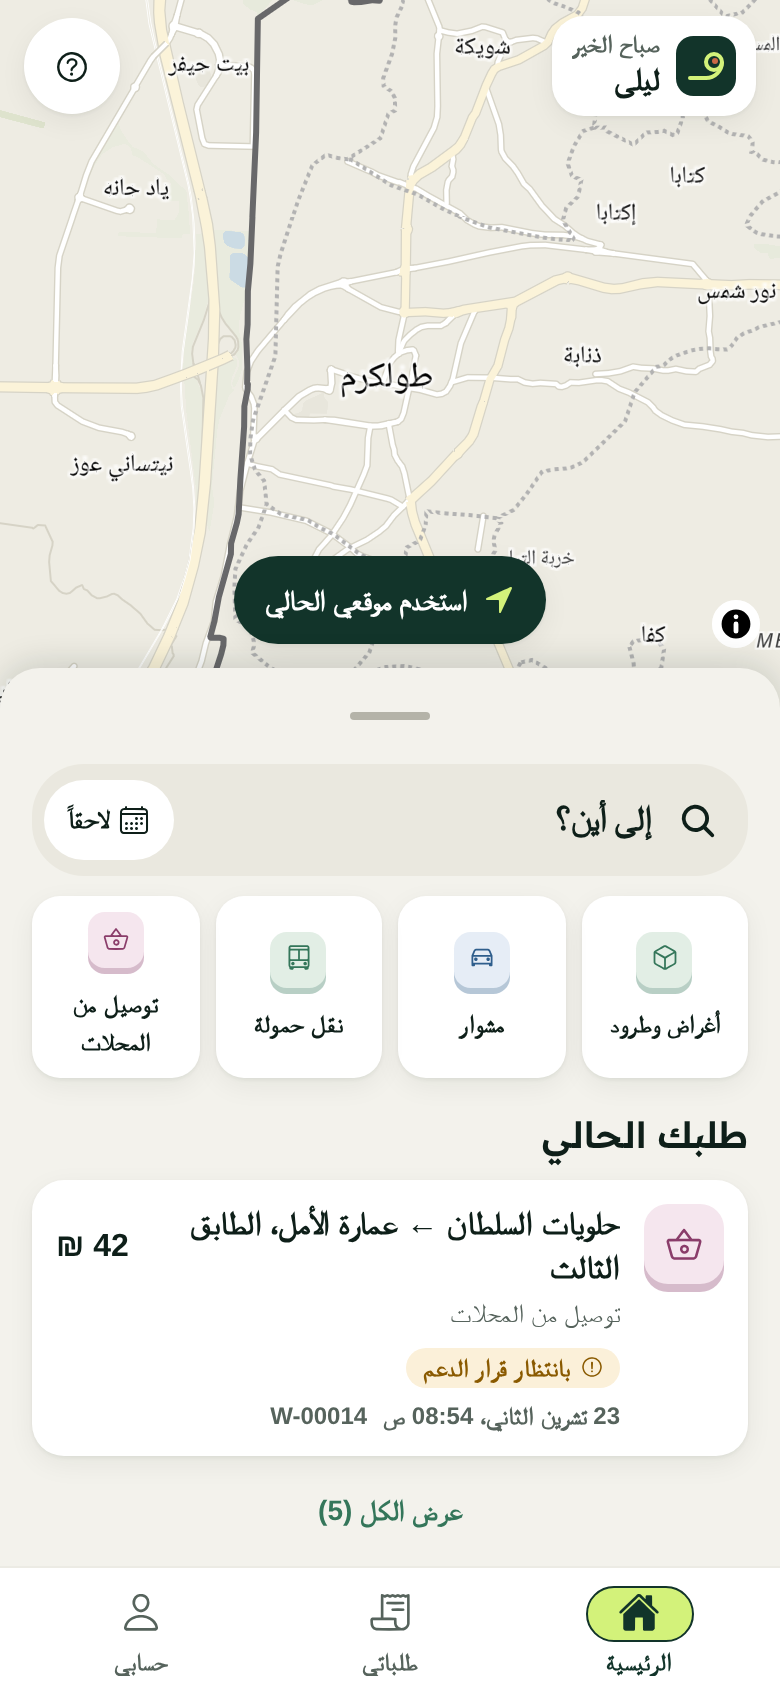 صباح الخير
ليلى
شويكة
بيت حيفر
كتابا
ياد حانه
إكتابا
نور شمس
ذنابة
طولكرم
نيتساني عوز
خربة
استخدم موقعي الحالي
كفا
إلى أين؟
لاحقاً
أغراض وطرود
مشوار
نقل حمولة
توصيل من
المحلات
طلبك الحالي
حلويات السلطان ← عمارة الأمل، الطابق
الثالث
42 ₪
توصيل من المحلات
بانتظار قرار الدعم
23 تشرين الثاني، 08:54 ص W-00014
عرض الكل (5)
الرئيسية
طلباتي
حسابي